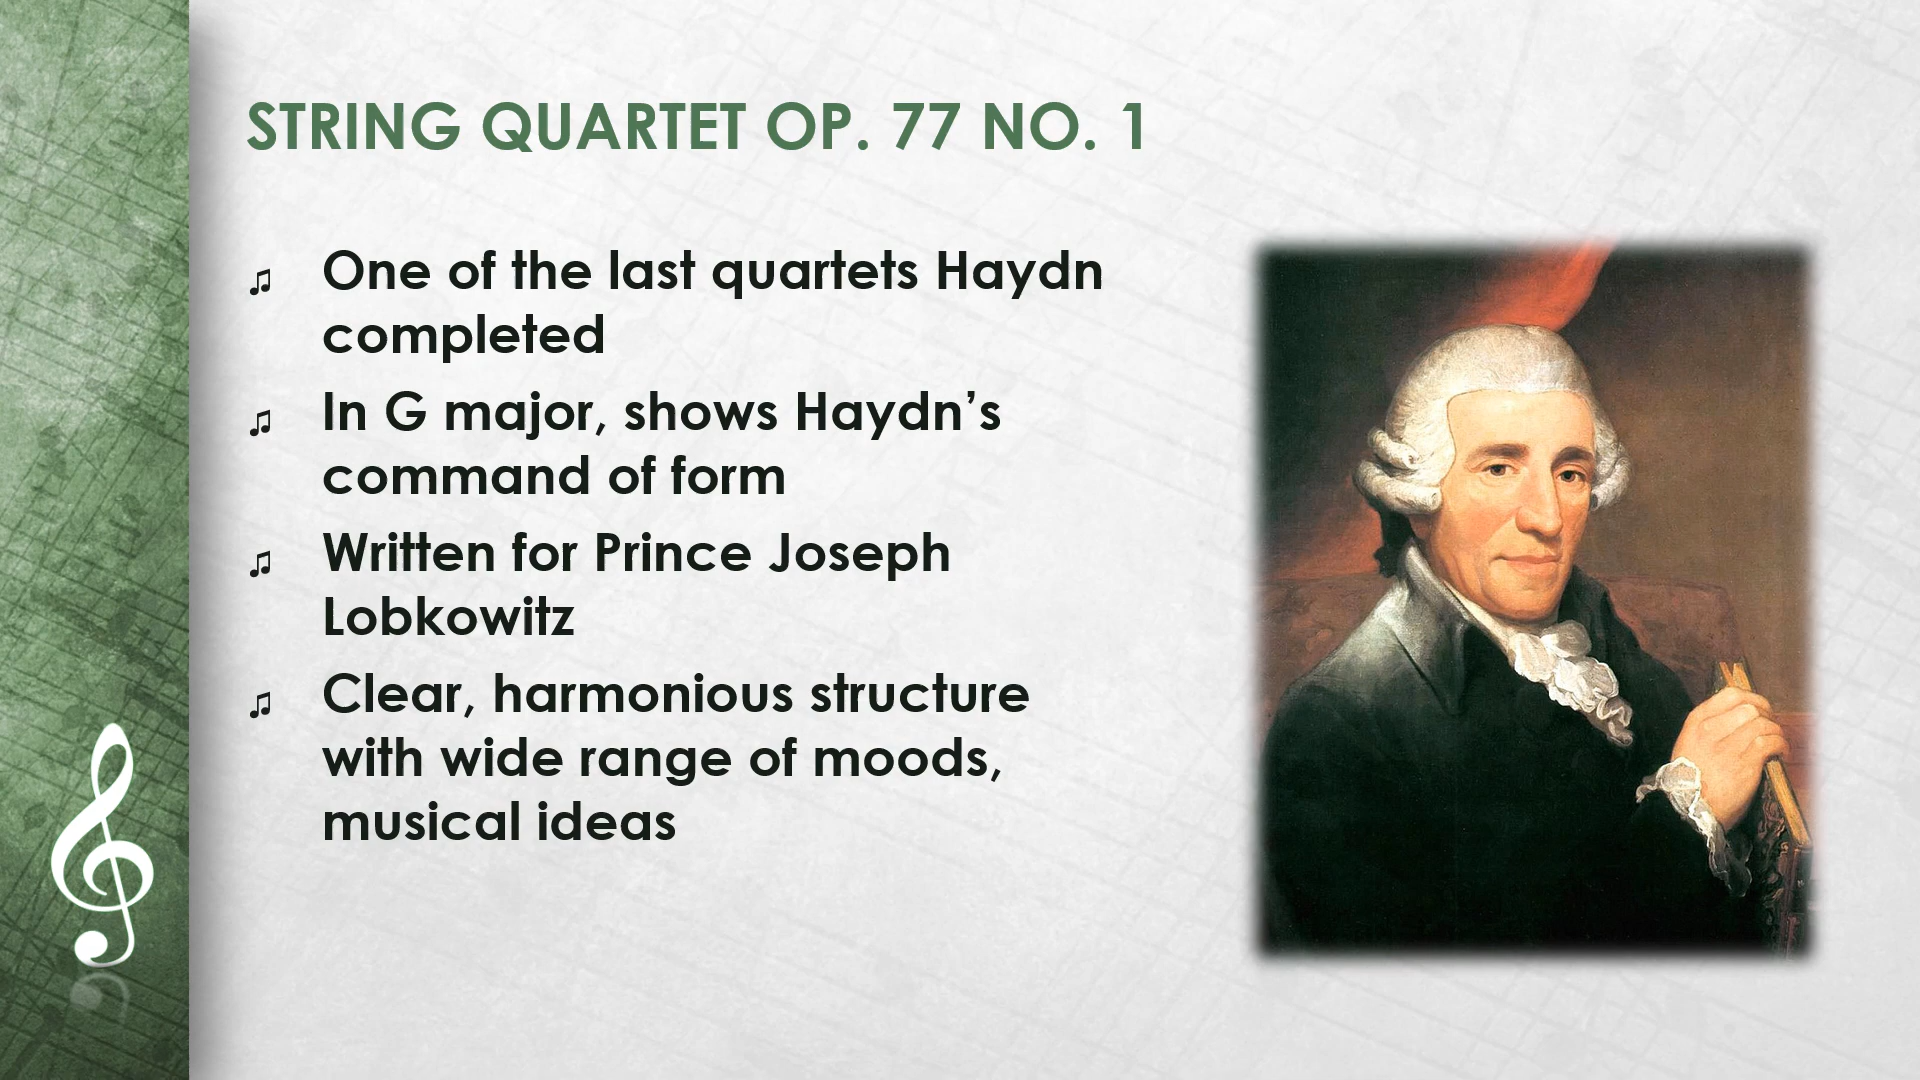 STRING QUARTET OP. 77 NO. 1
♫ One of the last quartets Haydn
completed
♫ In G major, shows Haydn’s
command of form
♫ Written for Prince Joseph
Lobkowitz
♫ Clear, harmonious structure
with wide range of moods,
musical ideas